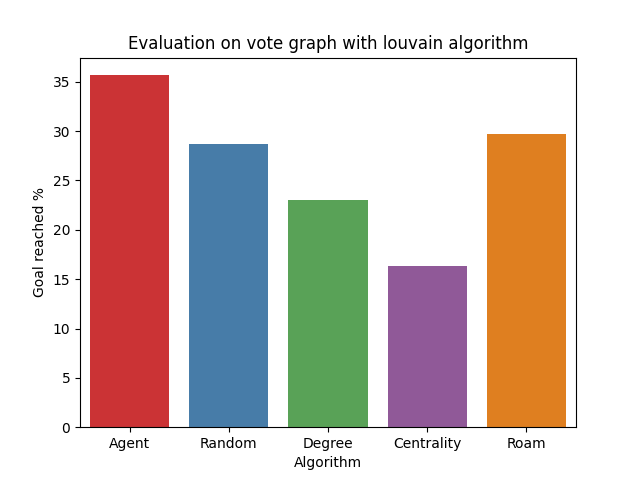 Evaluation on vote graph with louvain algorithm
Goal reached %
35
30
25
20
15
10
5
0
Agent Random Degree Centrality Roam
Algorithm